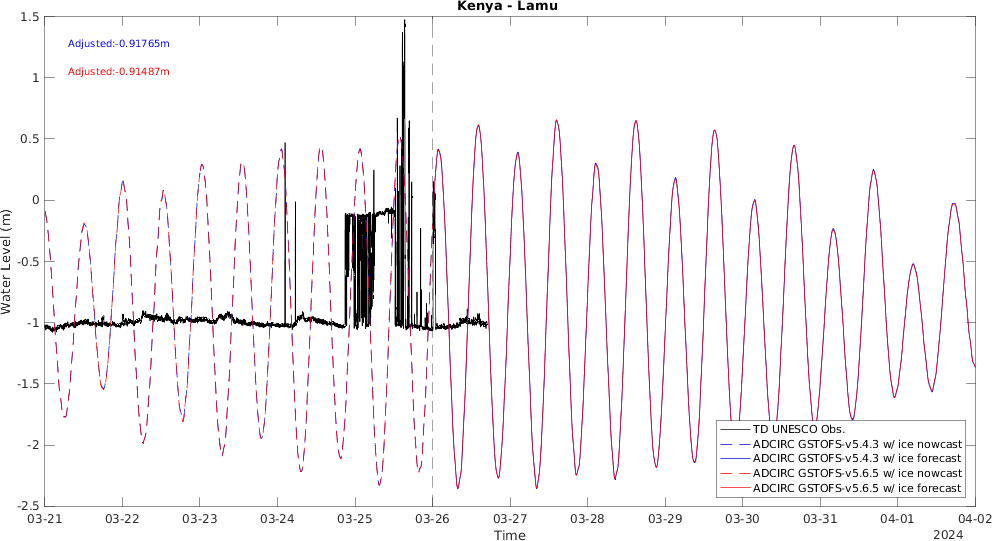 Kenya - Lamu
1.5
Adjusted:-0.91765m
Adjusted:-0.91487m
1
0.5
0
-0.5
-1
-1.5
-2
-2.5
Water Level (m)
TD UNESCO Obs.
ADCIRC GSTOFS-v5.4.3 w/ ice nowcast
ADCIRC GSTOFS-v5.4.3 w/ ice forecast
ADCIRC GSTOFS-v5.6.5 w/ ice nowcast
ADCIRC GSTOFS-v5.6.5 w/ ice forecast
03-21 03-22 03-23 03-24 03-25 03-26 03-27 03-28 03-29 03-30 03-31 04-01 04-02
Time
2024